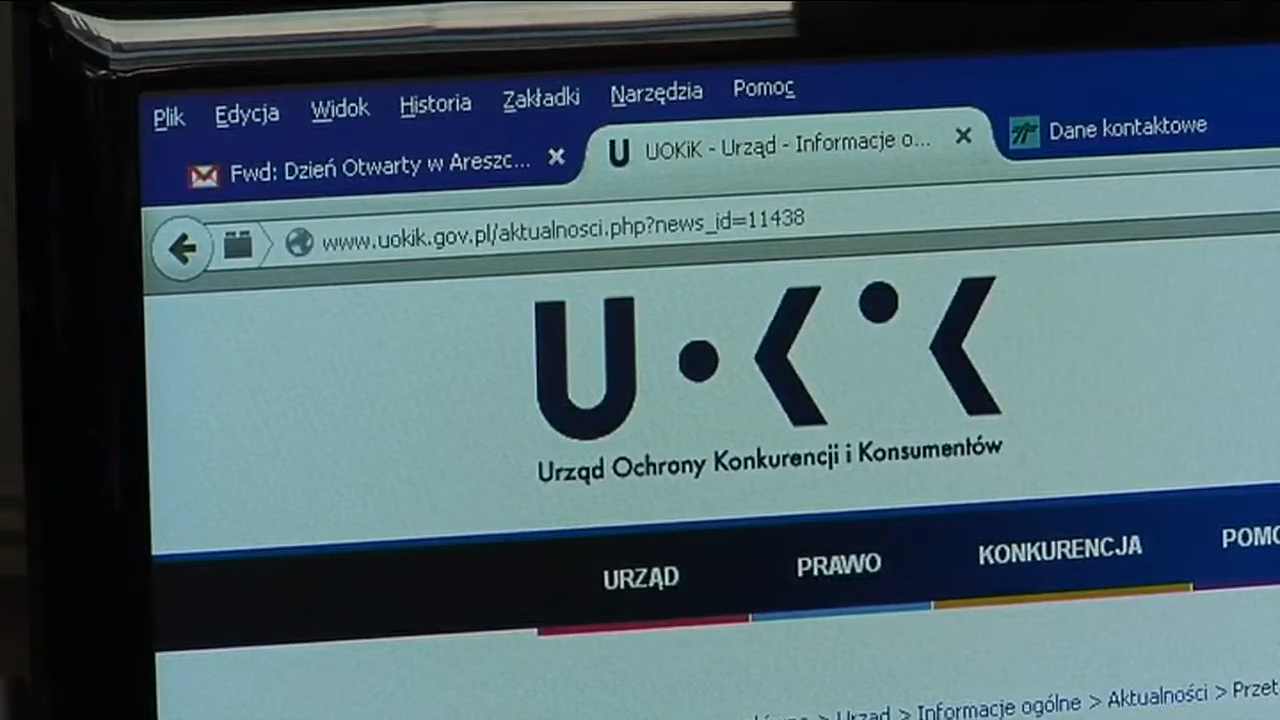 Plik Edycja Widok Historia Zakładki Narzędzia Pomoc
Fwd: Dzień Otwarty w Areszc... UOKiK - Urząd - Informacje o... Dane kontaktowe
www.uokik.gov.pl/aktualnosci.php?news_id=11438
UOKiK
Urząd Ochrony Konkurencji i Konsumentów
URZĄD PRAWO KONKURENCJA POMO
> Urząd > Informacje ogólne > Aktualności > Przet